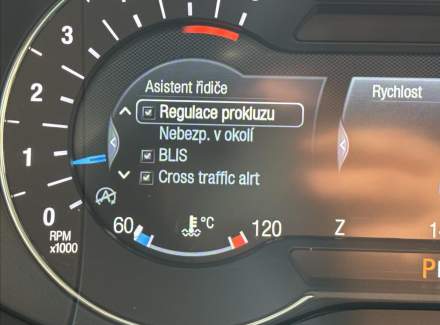 3
2
1
0
RPM
x1000
Asistent řidiče
Regulace prokluzu
Nebezp. v okolí
BLIS
Cross traffic alrt
60
°C
120
Rychlost
Z